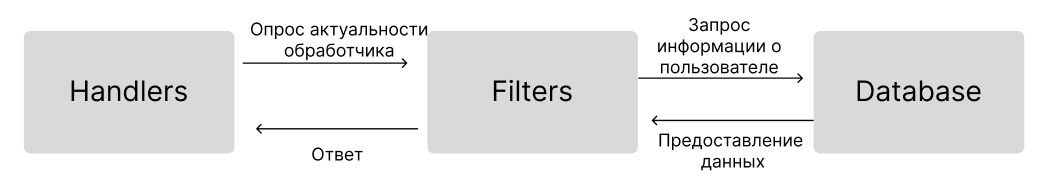 Handlers
Опрос актуальности
обработчика
Ответ
Filters
Запрос
информации о
пользователе
Предоставление
данных
Database